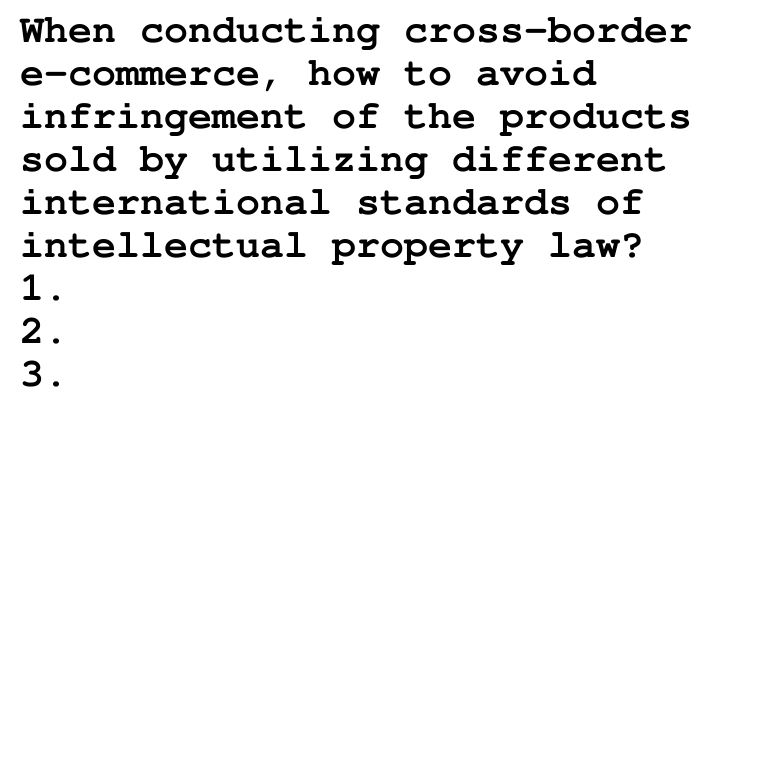 When conducting cross-border
e-commerce, how to avoid
infringement of the products
sold by utilizing different
international standards of
intellectual property law?
1.
2.
3.